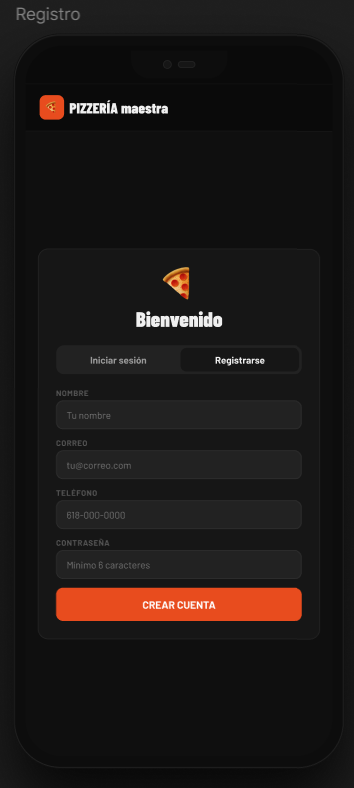 Registro
PIZZERÍA maestra
Bienvenido
Iniciar sesión Registrarse
NOMBRE
Tu nombre
CORREO
tu@correo.com
TELÉFONO
618-000-0000
CONTRASEÑA
Mínimo 6 caracteres
CREAR CUENTA